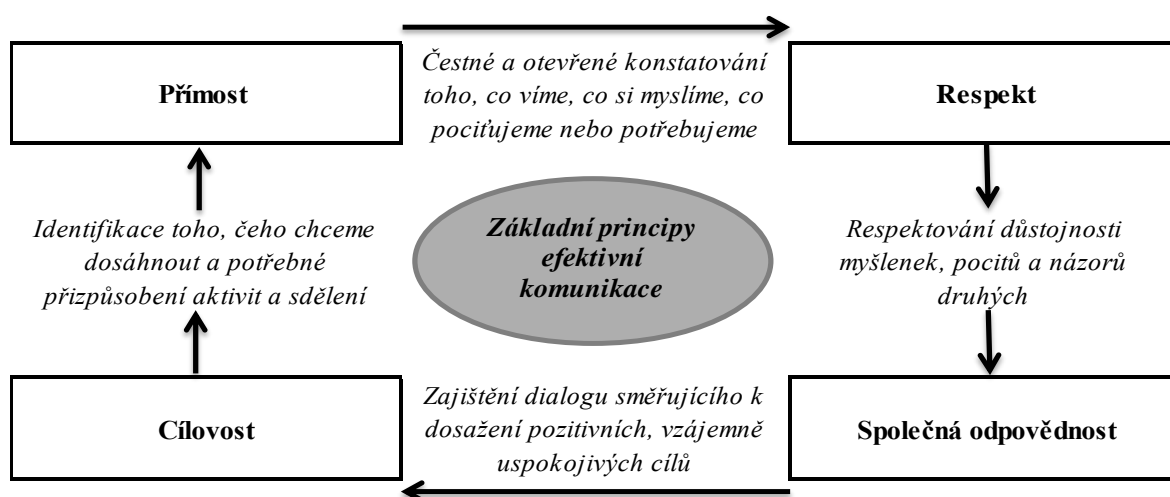 Přímost
Čestné a otevřené konstatování
toho, co víme, co si myslíme, co
pociťujeme nebo potřebujeme
Respekt
Identifikace toho, čeho chceme
dosáhnout a potřebné
přizpůsobení aktivit a sdělení
Základní principy
efektivní
komunikace
Respektování důstojnosti
myšlenek, pocitů a názorů
druhých
Cílovost
Zajištění dialogu směřujícího k
dosažení pozitivních, vzájemně
uspokojivých cílů
Společná odpovědnost